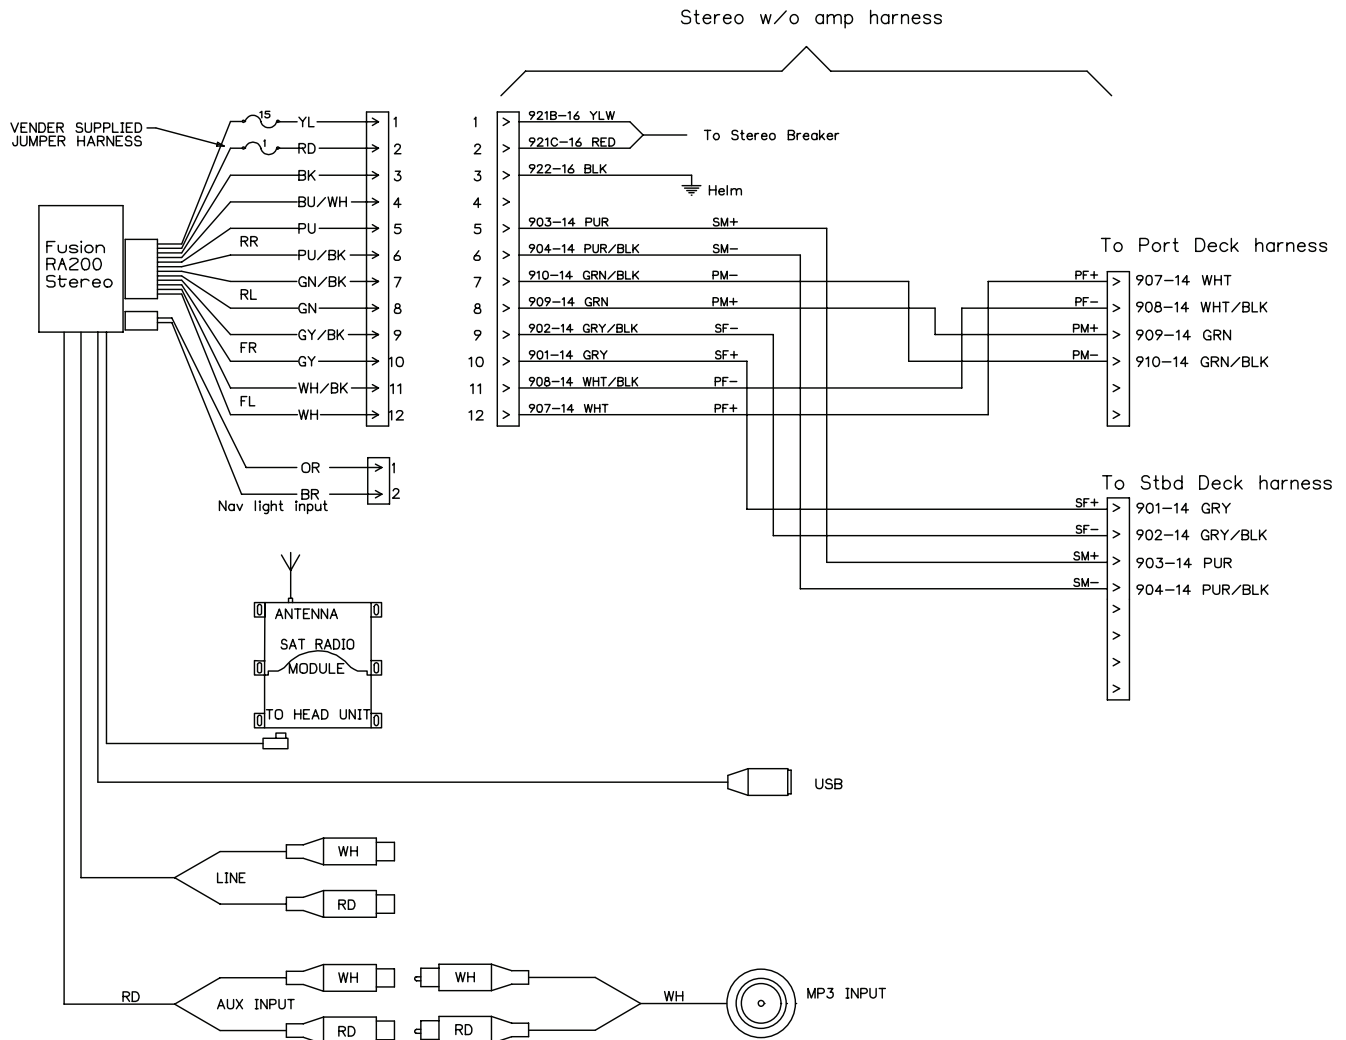 Stereo w/o amp harness
VENDER SUPPLIED
JUMPER HARNESS
15
YL
1
1
921B-16 YLW
To Stereo Breaker
1
RD
2
2
921C-16 RED
BK
3
3
922-16 BLK
Helm
BU/WH
4
4
PU
5
5
903-14 PUR
SM+
RR
PU/BK
6
6
904-14 PUR/BLK
SM-
GN/BK
7
7
910-14 GRN/BLK
PM-
RL
GN
8
8
909-14 GRN
PM+
GY/BK
9
9
902-14 GRY/BLK
SF-
FR
GY
10
10
901-14 GRY
SF+
WH/BK
11
11
908-14 WHT/BLK
PF-
FL
WH
12
12
907-14 WHT
PF+
Fusion
RA200
Stereo
OR
1
BR
2
Nav light input
To Port Deck harness
PF+
907-14 WHT
PF-
908-14 WHT/BLK
PM+
909-14 GRN
PM-
910-14 GRN/BLK
To Stbd Deck harness
SF+
901-14 GRY
SF-
902-14 GRY/BLK
SM+
903-14 PUR
SM-
904-14 PUR/BLK
ANTENNA
SAT RADIO
MODULE
TO HEAD UNIT
USB
WH
LINE
RD
RD
WH
AUX INPUT
RD
WH
RD
WH
MP3 INPUT